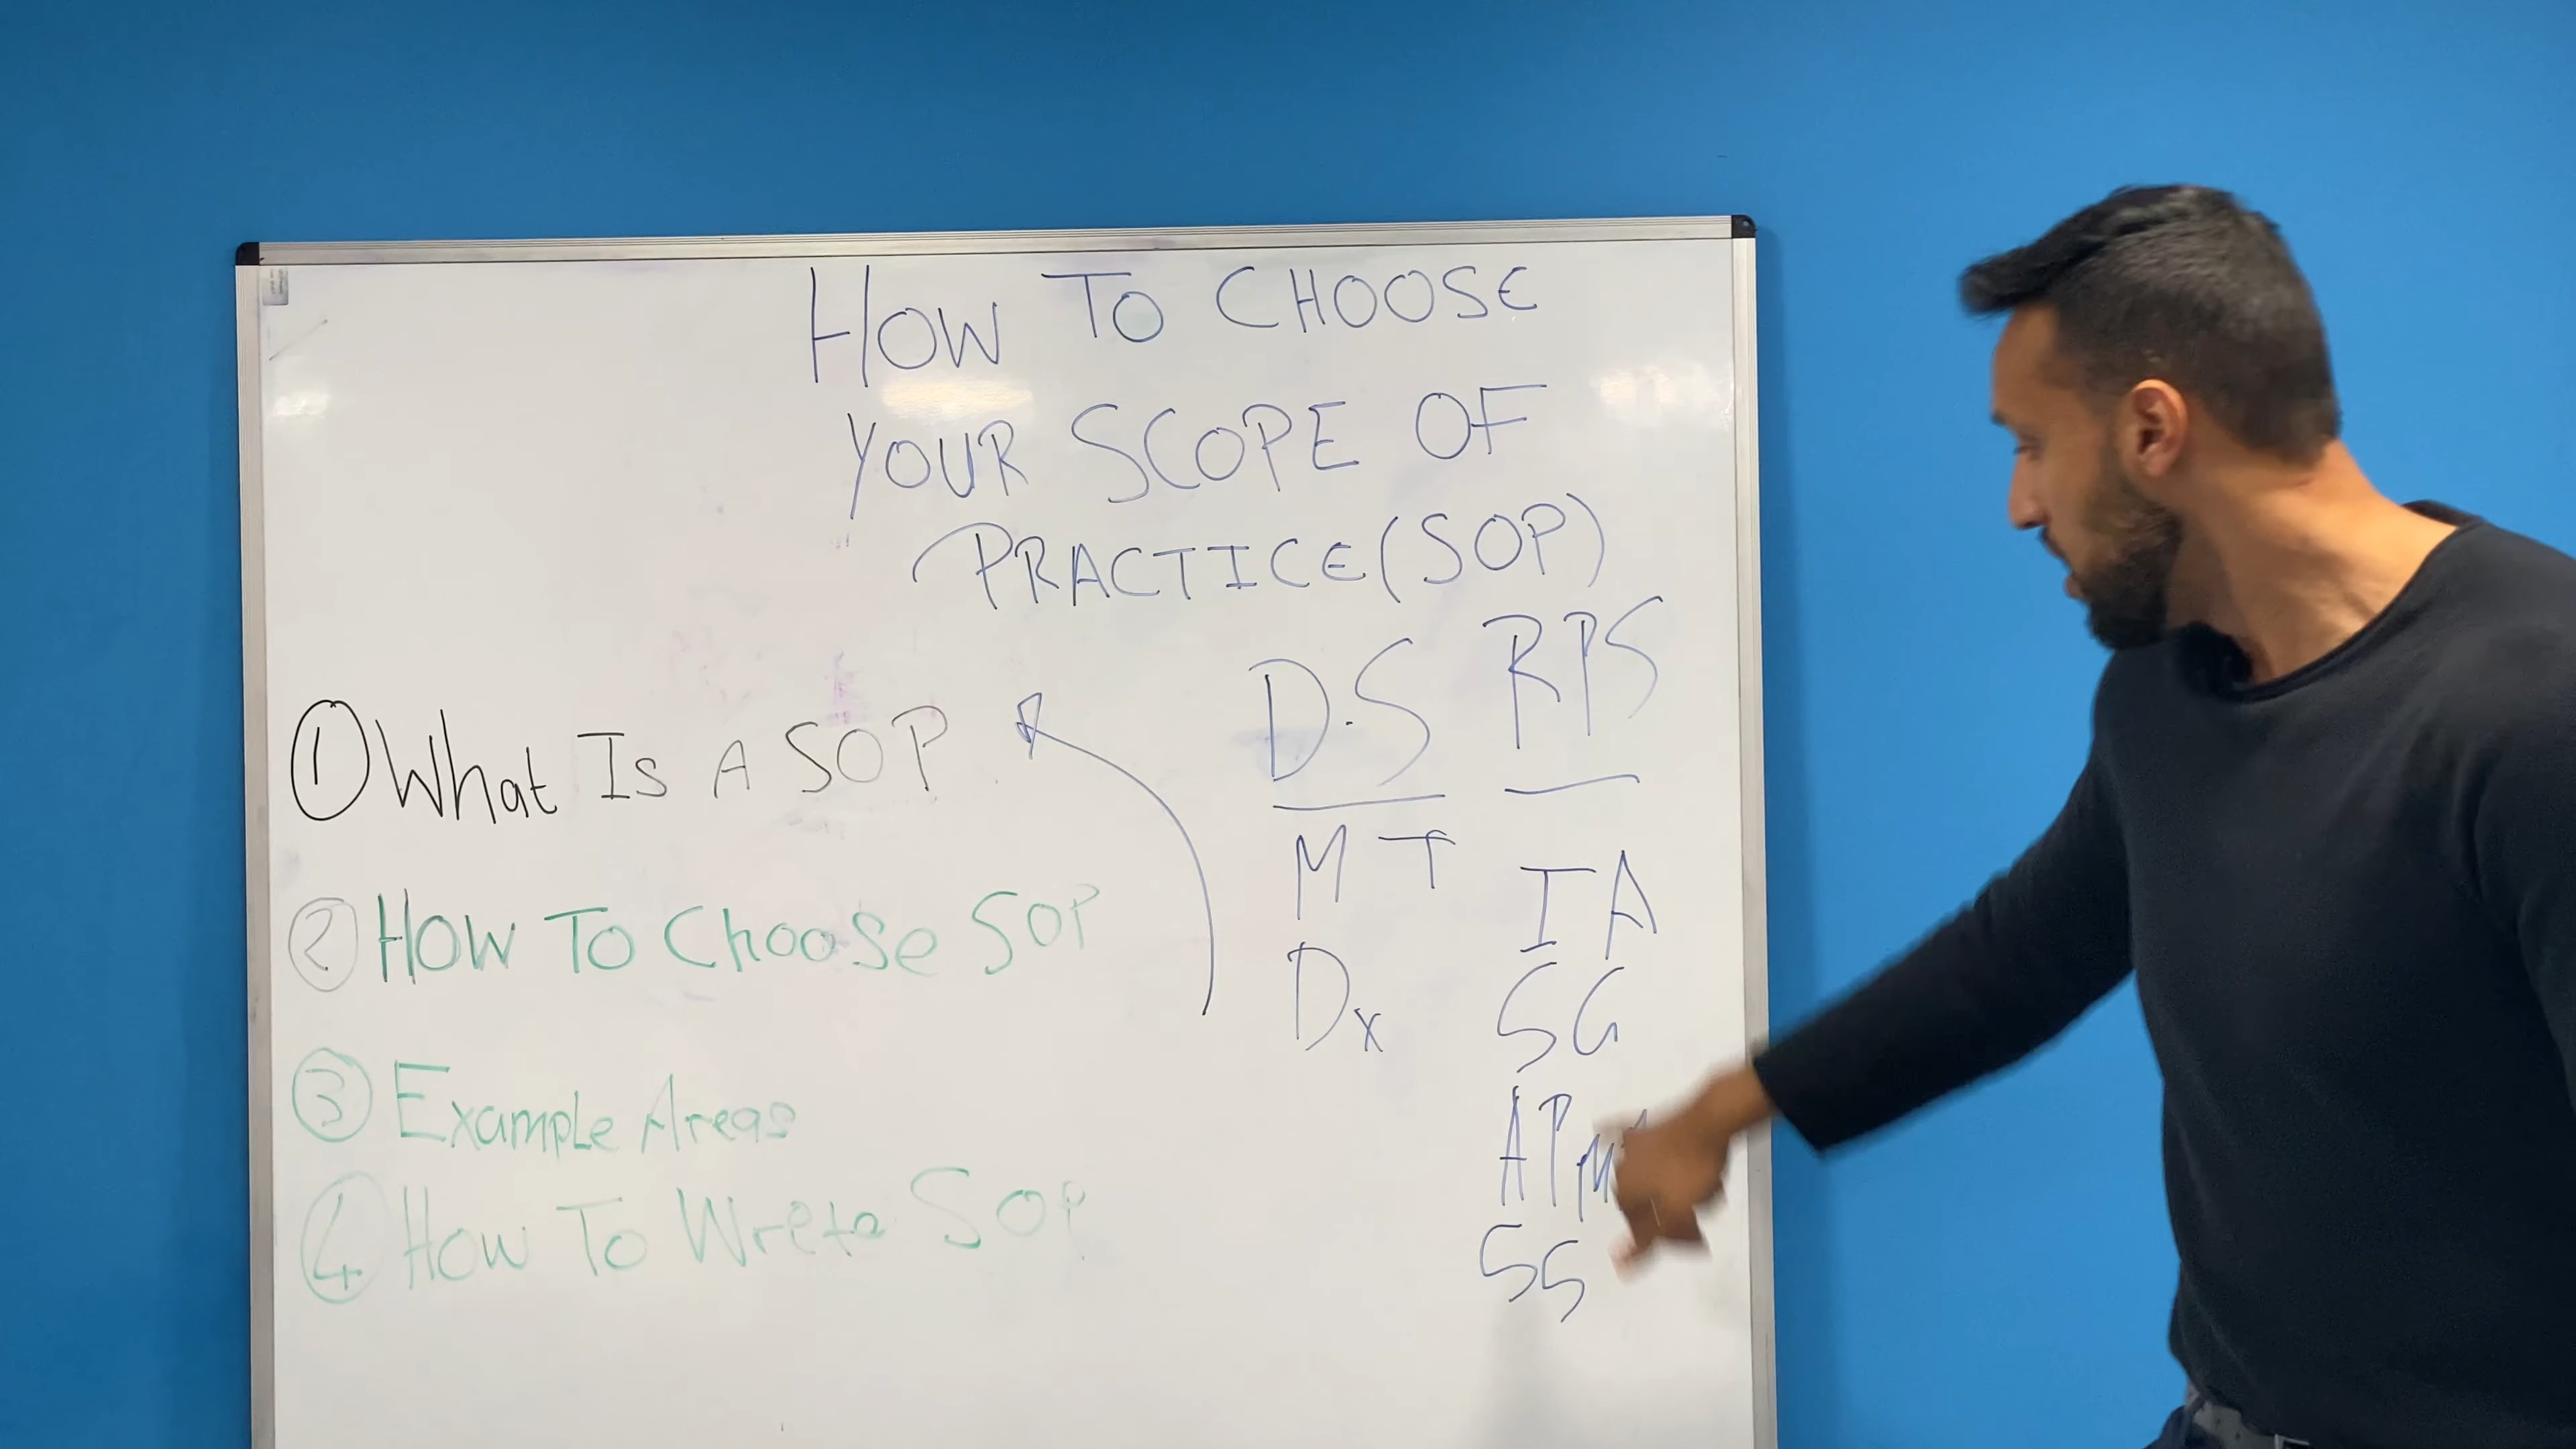 HOW TO CHOOSE
YOUR SCOPE OF
PRACTICE (SOP)
① What Is A SOP
② HOW TO Choose SOP
③ Example Areas
④ How To Write SOP
D.S
MT
Dx
RPS
IA
SG
SS